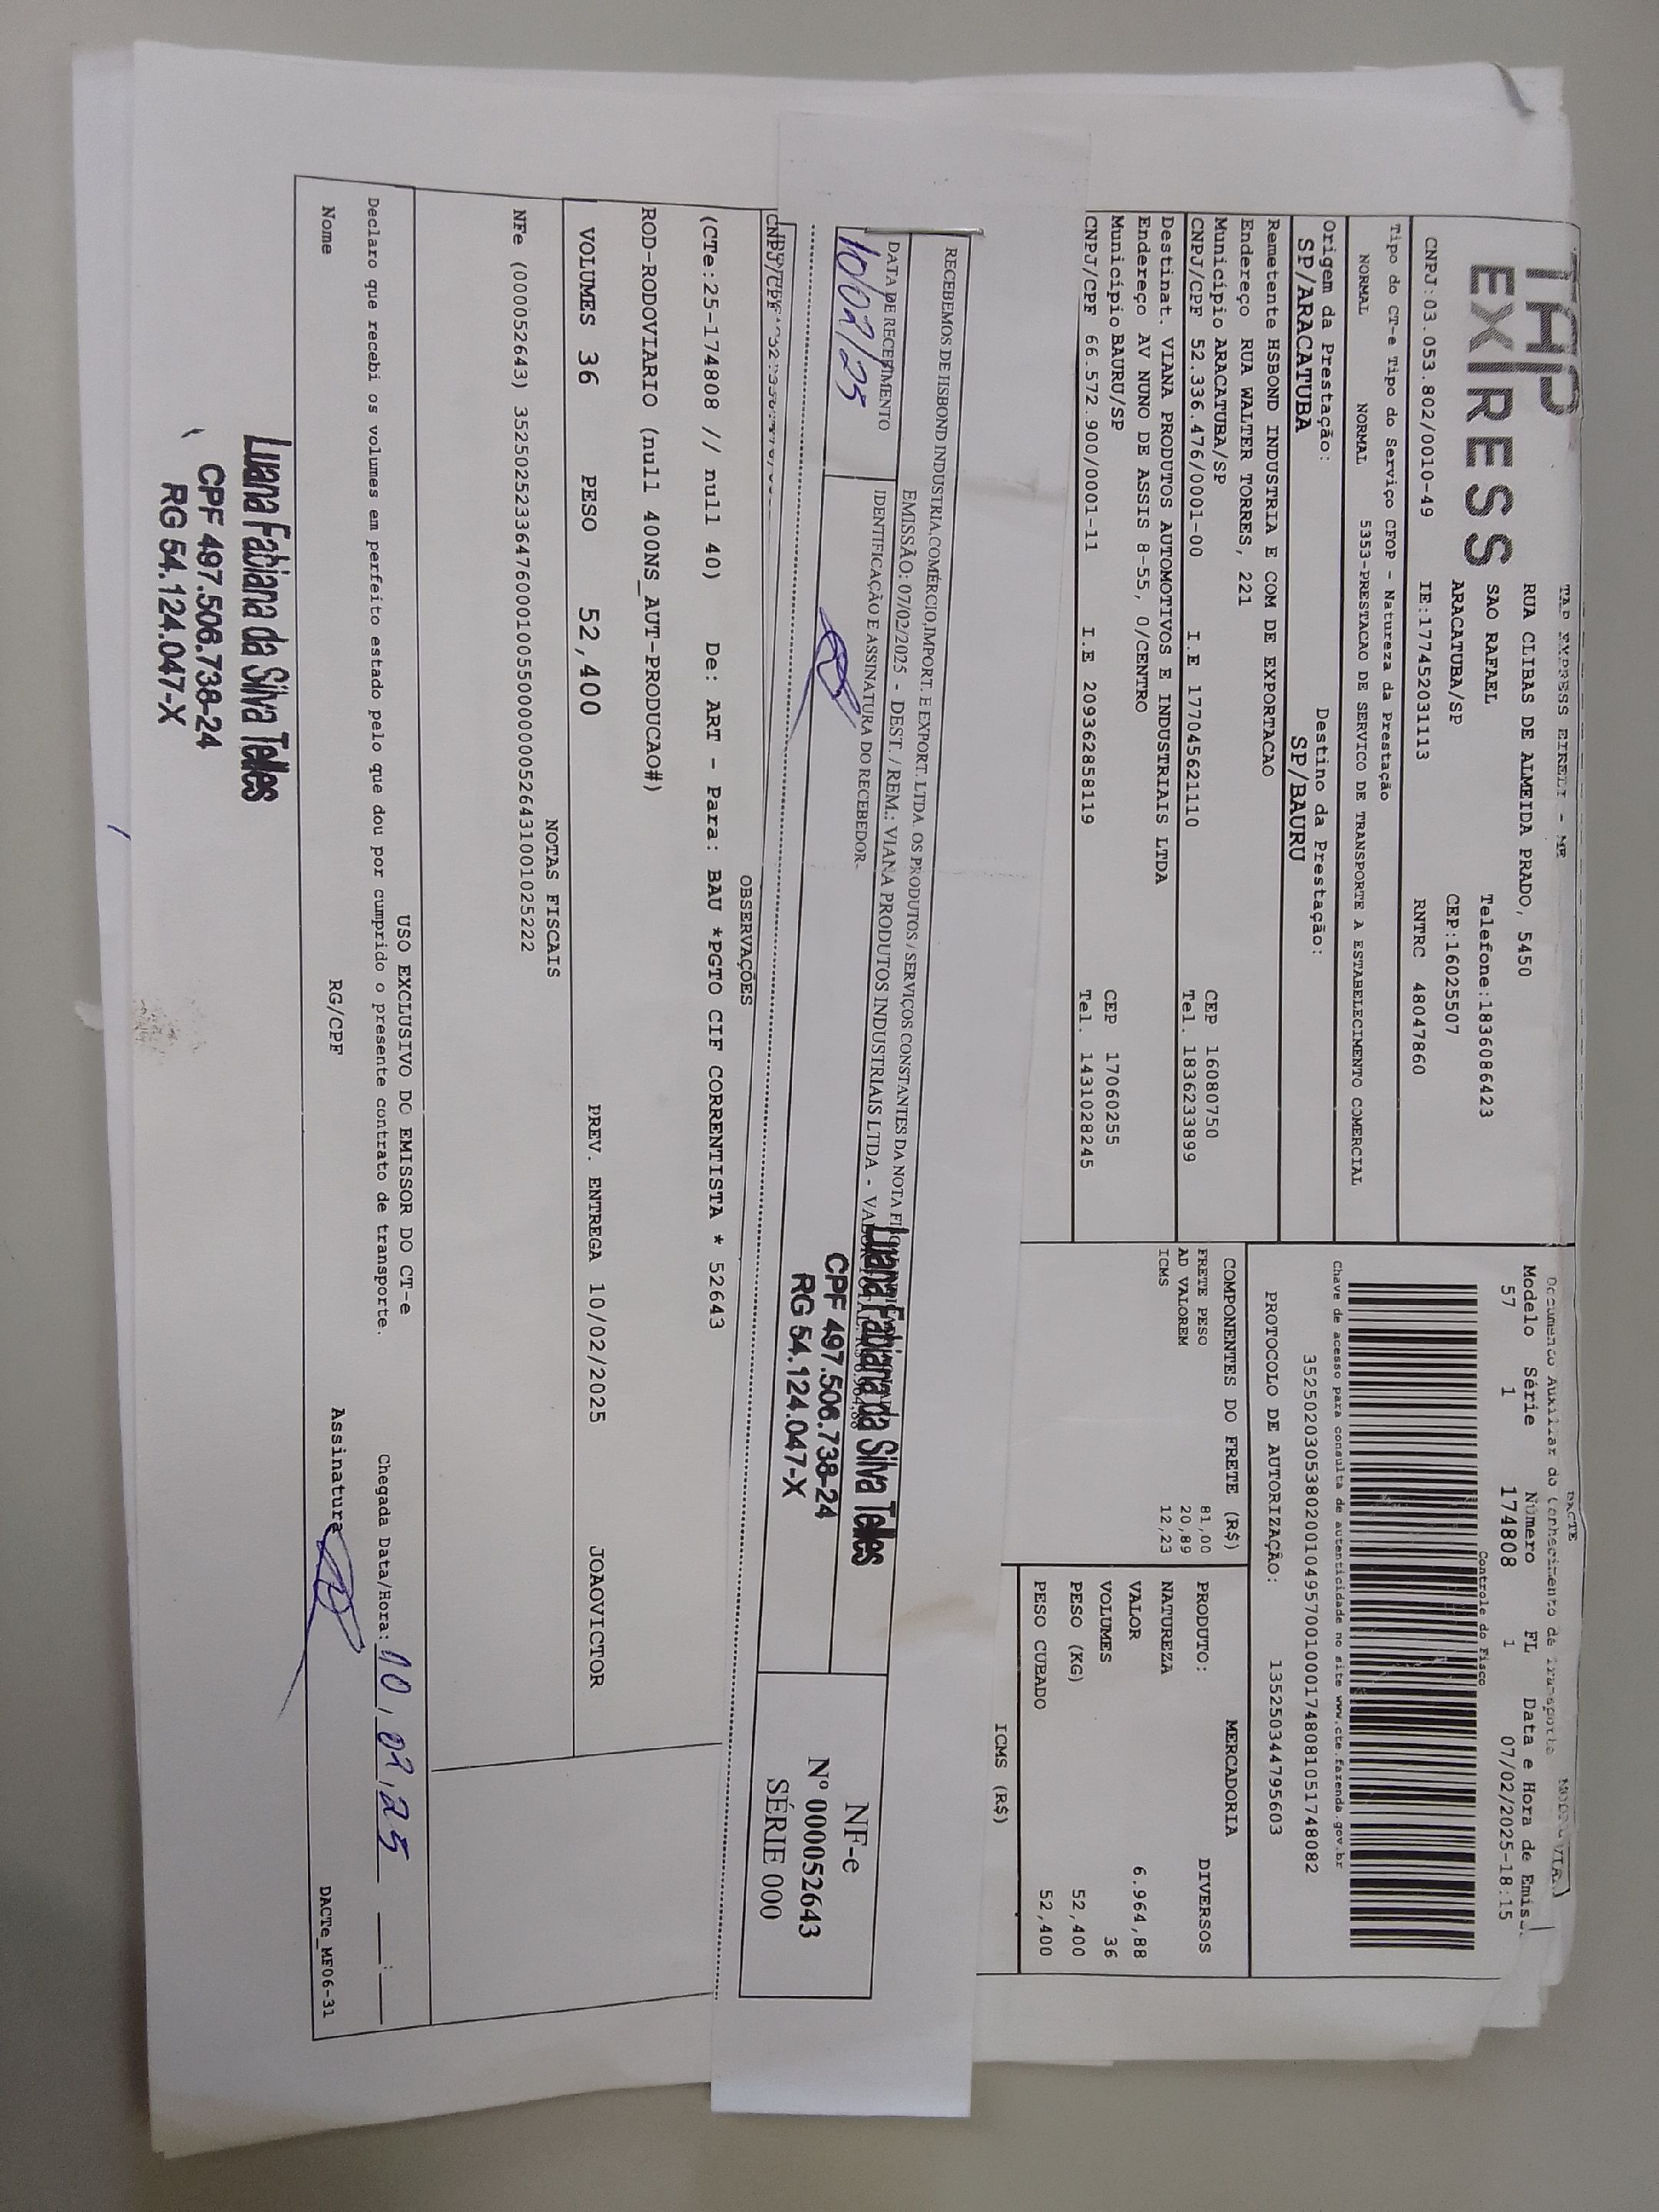 TAP EXPRESS EIRELI - ME
TAP
EXPRESS
RUA CLIBAS DE ALMEIDA PRADO, 5450
SAO RAFAEL
Telefone:1836086423
ARACATUBA/SP
CEP:16025507
CNPJ:03.053.802/0010-49
IE:177452031113
RNTRC 48047860
Tipo do CT-e Tipo do Serviço CFOP - Natureza da Prestação
NORMAL NORMAL 5353-PRESTACAO DE SERVICO DE TRANSPORTE A ESTABELECIMENTO COMERCIAL
Origem da Prestação:
Destino da Prestação:
SP/ARACATUBA
SP/BAURU
Remetente HSBOND INDUSTRIA E COM DE EXPORTACAO
Endereço RUA WALTER TORRES, 221
Município ARACATUBA/SP
CEP 16080750
CNPJ/CPF 52.336.476/0001-00
I.E 177045621110
Tel. 1836233899
Destinat. VIANA PRODUTOS AUTOMOTIVOS E INDUSTRIAIS LTDA
Endereço AV NUNO DE ASSIS 8-55, 0/CENTRO
Município BAURU/SP
CEP 17060255
CNPJ/CPF 66.572.900/0001-11
I.E 209362858119
Tel. 1431028245
DACTE
Documento Auxiliar do Conhecimento de Transporte
Modelo Série Número FL Data e Hora de Emis
57 1 174808 1 07/02/2025-18:15
Controle do Fisco
Chave de acesso para consulta de autenticidade no site www.cte.fazenda.gov.br
35250203053802001049570010001748081051748082
PROTOCOLO DE AUTORIZAÇÃO: 135250344795603
COMPONENTES DO FRETE (R$)
FRETE PESO 81,00
AD VALOREM 20,89
ICMS 12,23
MERCADORIA
PRODUTO: DIVERSOS
NATUREZA
VALOR 6.964,88
VOLUMES 36
PESO (KG) 52,400
PESO CUBADO 52,400
ICMS (R$)
RECEBEMOS DE HSBOND INDUSTRIA,COMÉRCIO,IMPORT. E EXPORT. LTDA. OS PRODUTOS / SERVIÇOS CONSTANTES DA NOTA
EMISSÃO: 07/02/2025 - DEST. / REM.: VIANA PRODUTOS INDUSTRIAIS LTDA -
DATA DE RECEBIMENTO
IDENTIFICAÇÃO E ASSINATURA DO RECEBEDOR
10/02/25
Luana Fabiana da Silva Telles
CPF 497.506.738-24
RG 54.124.047-X
NF-e
Nº 000052643
SÉRIE 000
CNPJ/CPF
OBSERVAÇÕES
(CTe:25-174808 // null 40) De: ART - Para: BAU *PGTO CIF CORRENTISTA * 52643
ROD-RODOVIARIO (null 400NS_AUT-PRODUCAO#)
VOLUMES 36 PESO 52,400 PREV. ENTREGA 10/02/2025 JOAOVICTOR
NOTAS FISCAIS
NFe (000052643) 35250252336476000100550000000526431001025222
USO EXCLUSIVO DO EMISSOR DO CT-e
Declaro que recebi os volumes em perfeito estado pelo que dou por cumprido o presente contrato de transporte.
Chegada Data/Hora: 10, 02, 25
Nome RG/CPF Assinatura
DACTe_MF06-31
Luana Fabiana da Silva Telles
CPF 497.506.738-24
RG 54.124.047-X